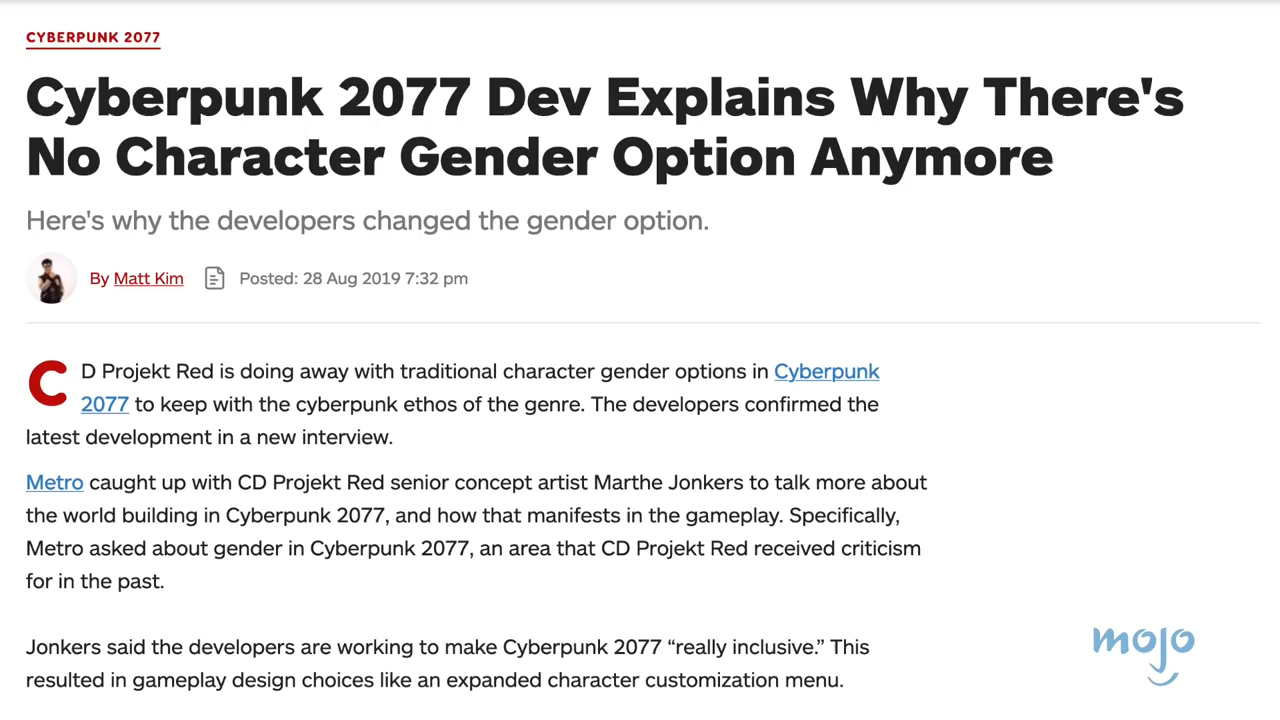 CYBERPUNK 2077
Cyberpunk 2077 Dev Explains Why There's
No Character Gender Option Anymore
Here's why the developers changed the gender option.
By Matt Kim Posted: 28 Aug 2019 7:32 pm
CD Projekt Red is doing away with traditional character gender options in Cyberpunk
2077 to keep with the cyberpunk ethos of the genre. The developers confirmed the
latest development in a new interview.
Metro caught up with CD Projekt Red senior concept artist Marthe Jonkers to talk more about
the world building in Cyberpunk 2077, and how that manifests in the gameplay. Specifically,
Metro asked about gender in Cyberpunk 2077, an area that CD Projekt Red received criticism
for in the past.
Jonkers said the developers are working to make Cyberpunk 2077 “really inclusive.” This
resulted in gameplay design choices like an expanded character customization menu.
mojo